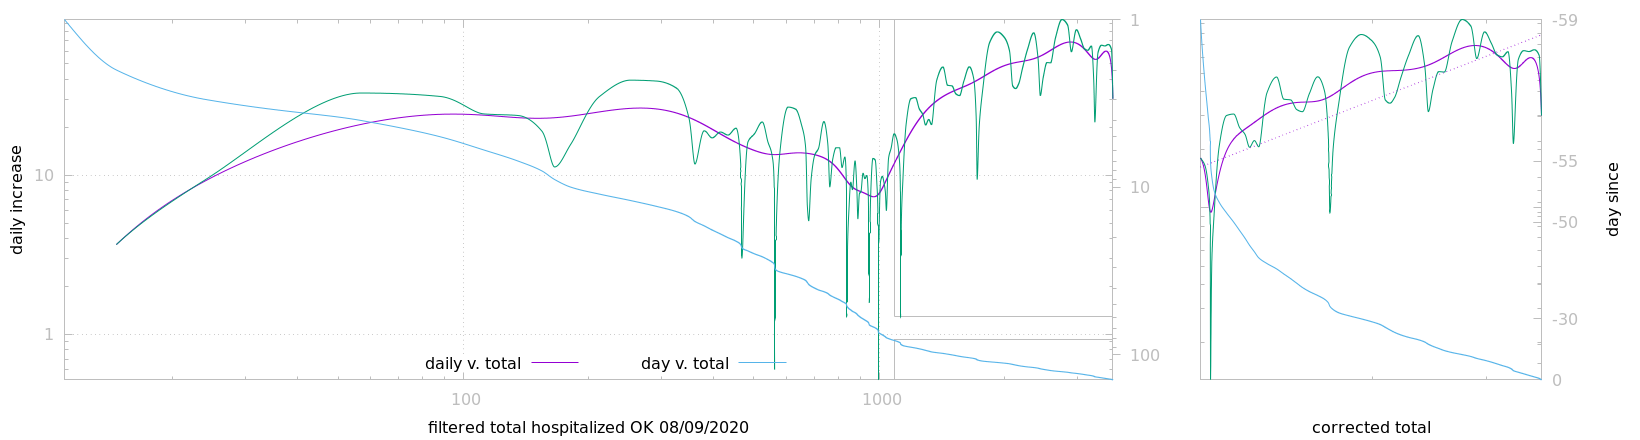 daily increase
10
1
100
1000
1
10
100
daily v. total
day v. total
filtered total hospitalized OK 08/09/2020
-59
-55
-50
-30
0
day since
corrected total